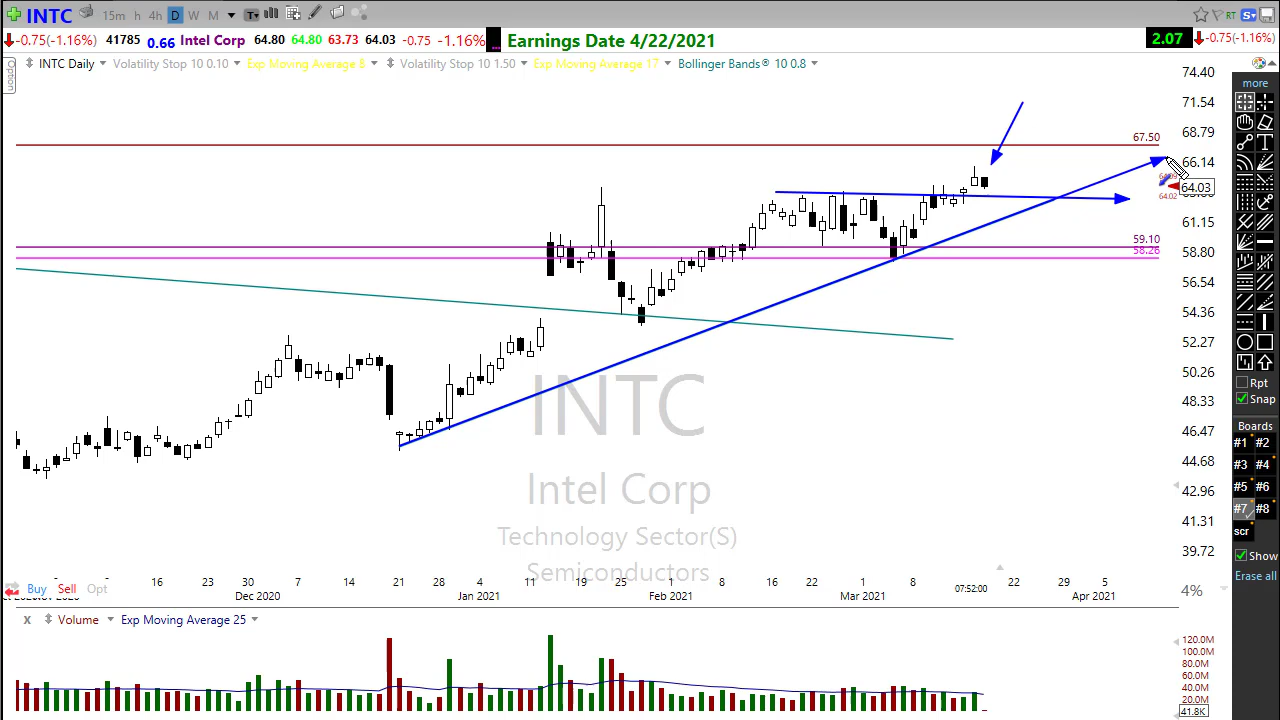 INTC 15m h 4h D W M T RT S
-0.75(-1.16%) 41785 0.66 Intel Corp 64.80 64.80 63.73 64.03 -0.75 -1.16% Earnings Date 4/22/2021 2.07 -0.75(-1.16%)
Option INTC Daily Volatility Stop 10 0.10 Exp Moving Average 8 Volatility Stop 10 1.50 Exp Moving Average 17 Bollinger Bands® 10 0.8
more
74.40
71.54
68.79
67.50
66.14
64.03
64.02
61.15
59.10
58.26
58.80
56.54
54.36
52.27
50.26
48.33
46.47
44.68
42.96
41.31
39.72
INTC
Intel Corp
Technology Sector(S)
Semiconductors
Rpt
Snap
Boards
#1 #2
#3 #4
#5 #6
#7 #8
scr
Show
Erase all
16 23 30 7 14 21 28 4 11 19 25 1 8 16 22 1 8 07:52:00 22 29 5
Dec 2020 Jan 2021 Feb 2021 Mar 2021 Apr 2021
Buy Sell Opt
4%
x Volume Exp Moving Average 25
120.0M
100.0M
80.0M
60.0M
40.0M
20.0M
41.8K